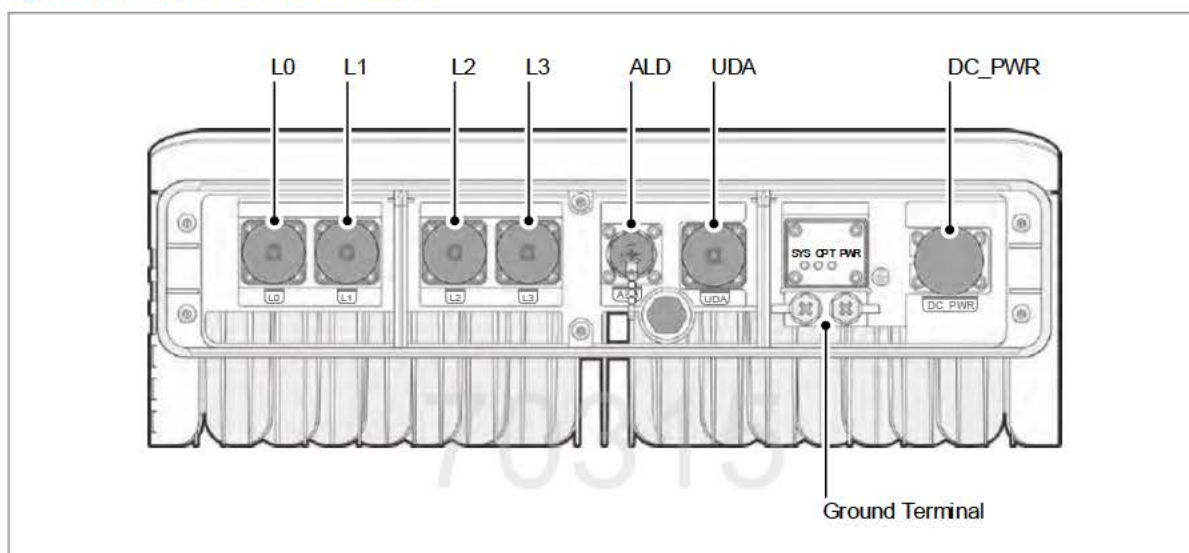 L0 L1 L2 L3 ALD UDA DC_PWR
SYS OPT PWR
L0 L1 L2 L3 UDA DC_PWR
70315
Ground Terminal